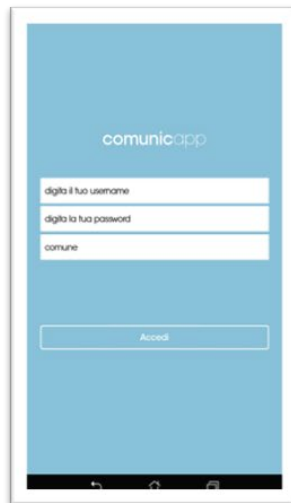 comunicapp
digita il tuo username
digita la tua password
comune
Accedi